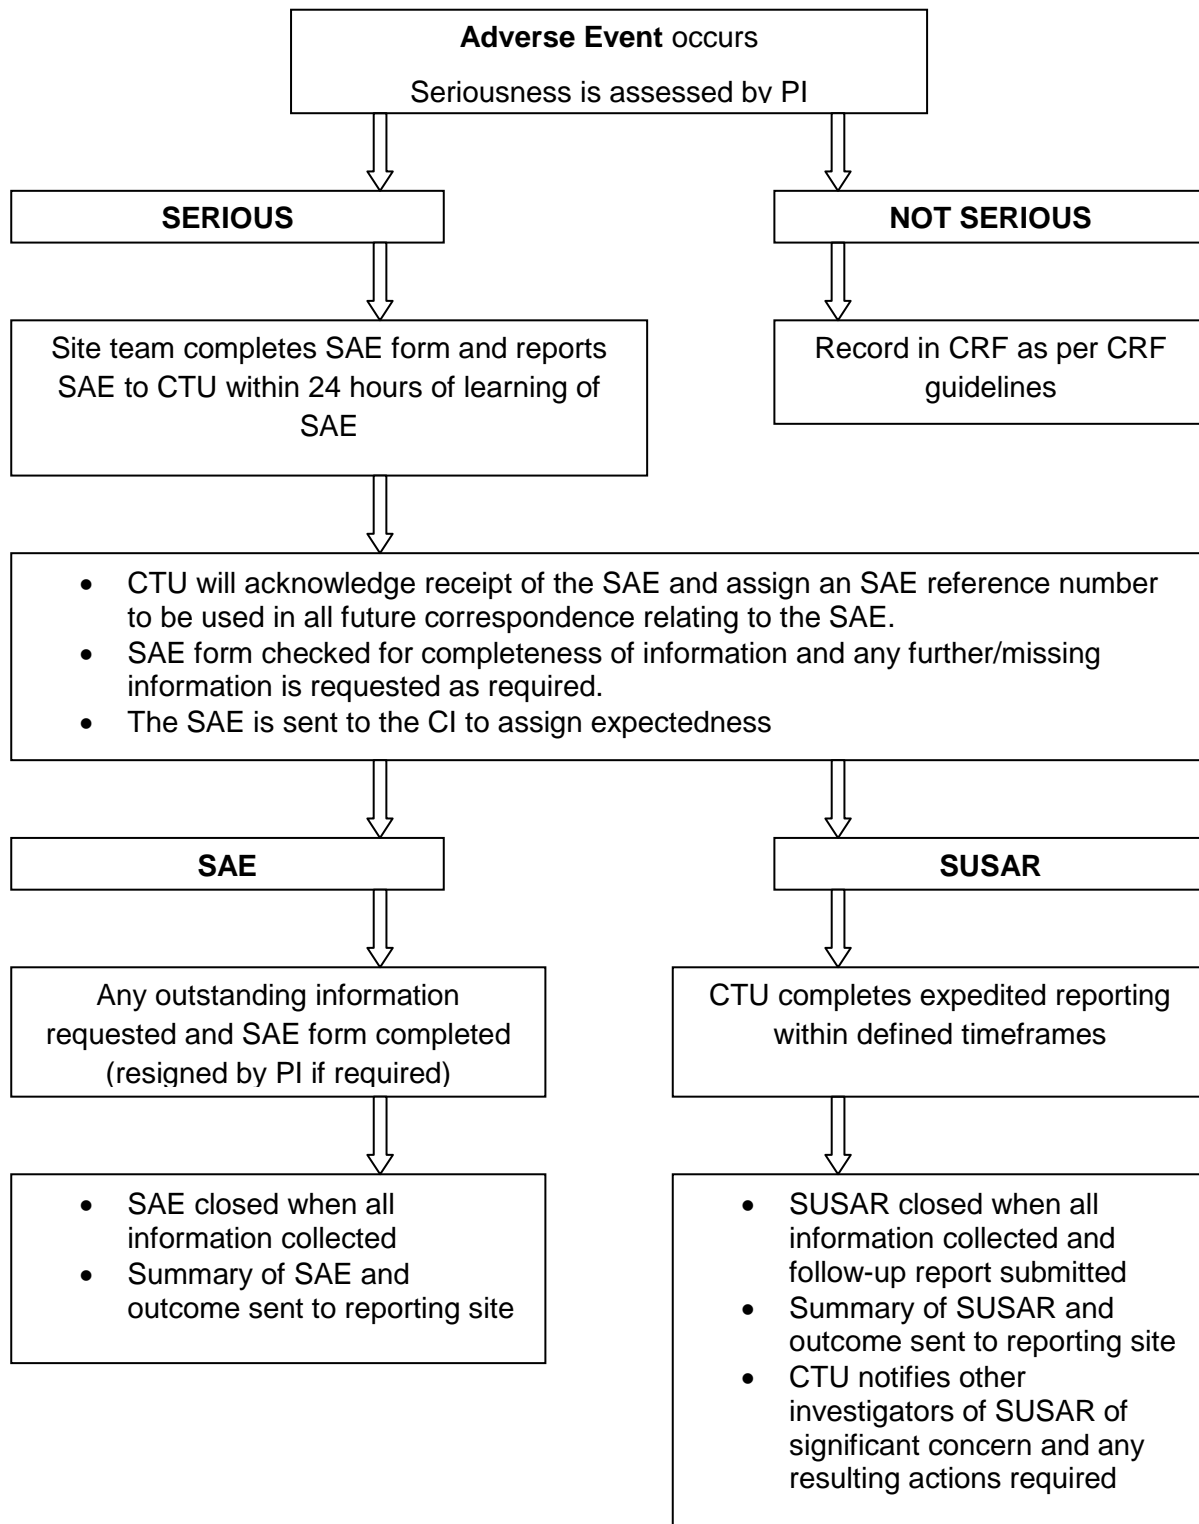 Adverse Event occurs
Seriousness is assessed by PI
SERIOUS
NOT SERIOUS
Site team completes SAE form and reports
SAE to CTU within 24 hours of learning of
SAE
Record in CRF as per CRF
guidelines
• CTU will acknowledge receipt of the SAE and assign an SAE reference number
to be used in all future correspondence relating to the SAE.
• SAE form checked for completeness of information and any further/missing
information is requested as required.
• The SAE is sent to the CI to assign expectedness
SAE
SUSAR
Any outstanding information
requested and SAE form completed
(resigned by PI if required)
CTU completes expedited reporting
within defined timeframes
• SAE closed when all
information collected
• Summary of SAE and
outcome sent to reporting site
• SUSAR closed when all
information collected and
follow-up report submitted
• Summary of SUSAR and
outcome sent to reporting site
• CTU notifies other
investigators of SUSAR of
significant concern and any
resulting actions required